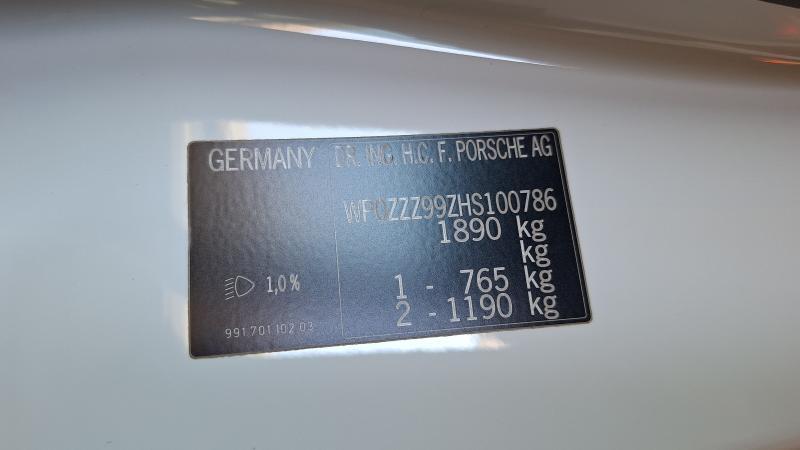 GERMANY DR. ING. H.C. F. PORSCHE AG
WP0ZZZ99ZHS100786
1890 kg
kg
1 - 765 kg
1,0%
2 - 1190 kg
991 701 102 03